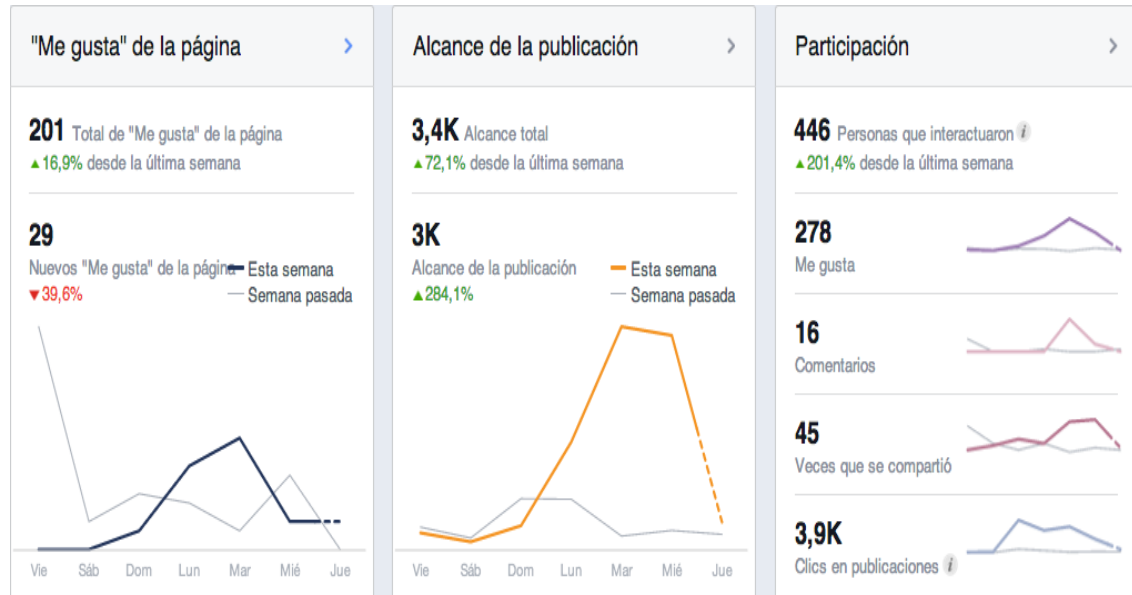 "Me gusta" de la página
201 Total de "Me gusta" de la página
▲16,9% desde la última semana
29
Nuevos "Me gusta" de la página
▼39,6%
Esta semana
Semana pasada
Vie Sáb Dom Lun Mar Mié Jue
Alcance de la publicación
3,4K Alcance total
▲72,1% desde la última semana
3K
Alcance de la publicación
▲284,1%
Esta semana
Semana pasada
Vie Sáb Dom Lun Mar Mié Jue
Participación
446 Personas que interactuaron i
▲201,4% desde la última semana
278
Me gusta
16
Comentarios
45
Veces que se compartió
3,9K
Clics en publicaciones i